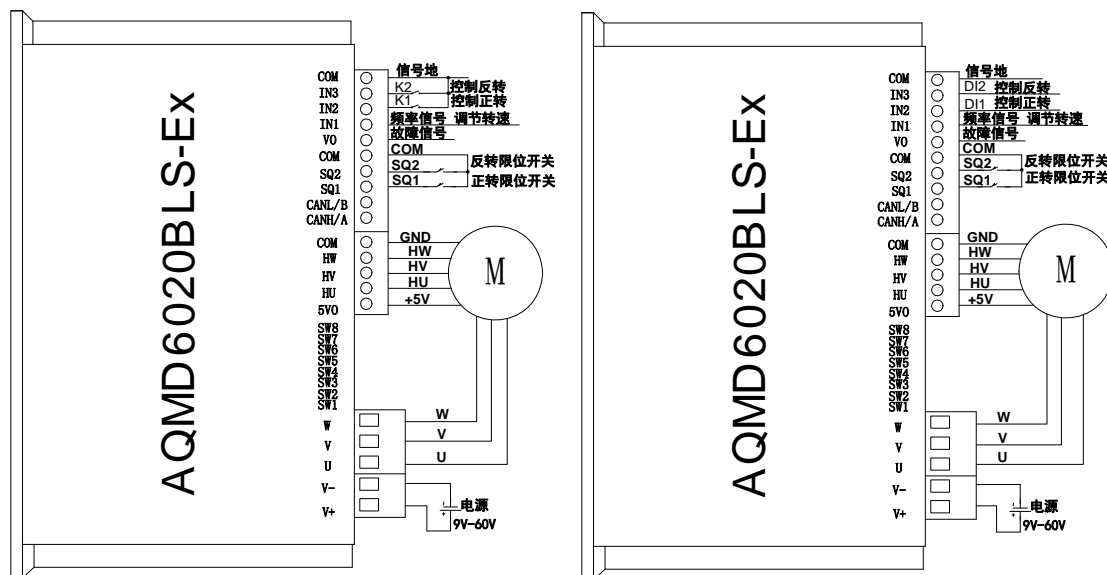 AQMD6020BLS-Ex
COM 信号地
IN3 K2 控制反转
IN2 K1 控制正转
IN1 频率信号 调节转速
VO 故障信号
COM COM
SQ2 SQ2 反转限位开关
SQ1 SQ1 正转限位开关
CANL/B
CANH/A
COM GND
HW HW
HV HV
HU HU
5VO +5V
M
SW8
SW7
SW6
SW5
SW4
SW3
SW2
SW1
W W
V V
U U
V-
V+
电源
9V-60V
AQMD6020BLS-Ex
COM 信号地
IN3 DI2 控制反转
IN2 DI1 控制正转
IN1 频率信号 调节转速
VO 故障信号
COM COM
SQ2 SQ2 反转限位开关
SQ1 SQ1 正转限位开关
CANL/B
CANH/A
COM GND
HW HW
HV HV
HU HU
5VO +5V
M
SW8
SW7
SW6
SW5
SW4
SW3
SW2
SW1
W W
V V
U U
V-
V+
电源
9V-60V